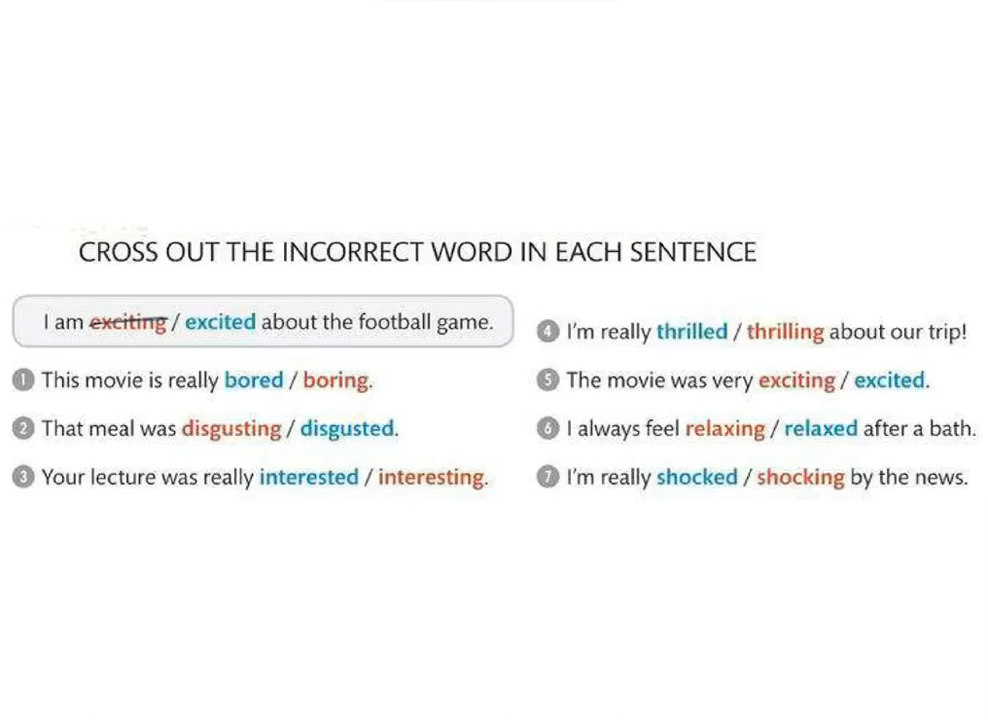 CROSS OUT THE INCORRECT WORD IN EACH SENTENCE
I am exciting / excited about the football game.
1 This movie is really bored / boring.
2 That meal was disgusting / disgusted.
3 Your lecture was really interested / interesting.
4 I'm really thrilled / thrilling about our trip!
5 The movie was very exciting / excited.
6 I always feel relaxing / relaxed after a bath.
7 I'm really shocked / shocking by the news.